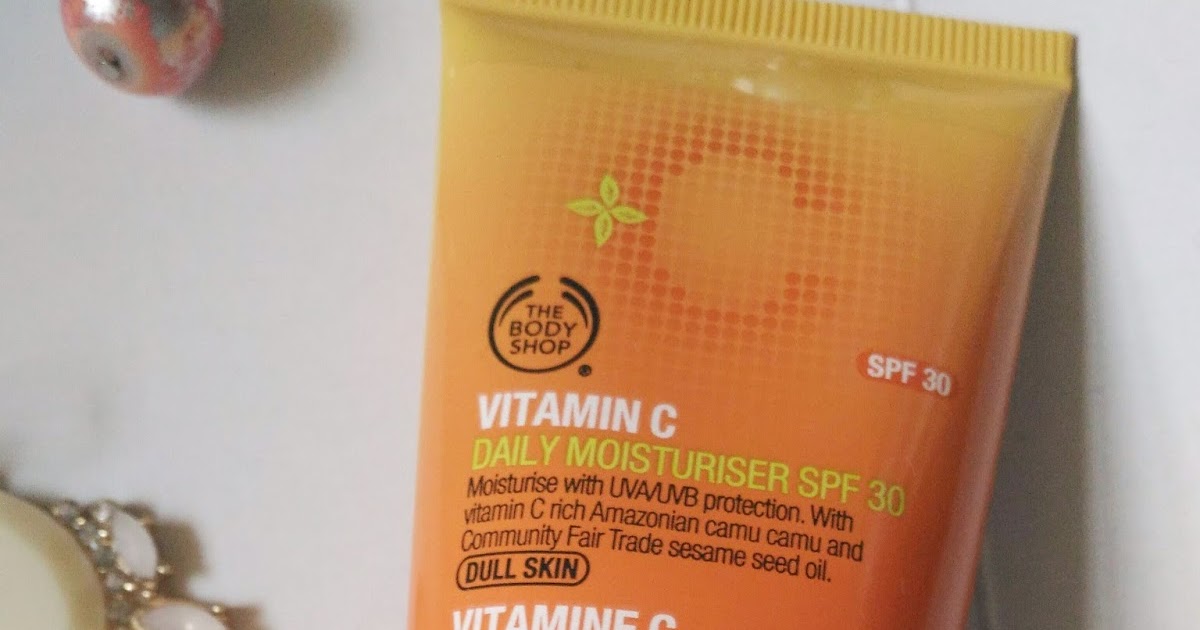 THE
BODY
SHOP
®
SPF 30
VITAMIN C
DAILY MOISTURISER SPF 30
Moisturise with UVA/UVB protection. With
vitamin C rich Amazonian camu camu and
Community Fair Trade sesame seed oil.
DULL SKIN
VITAMINE C